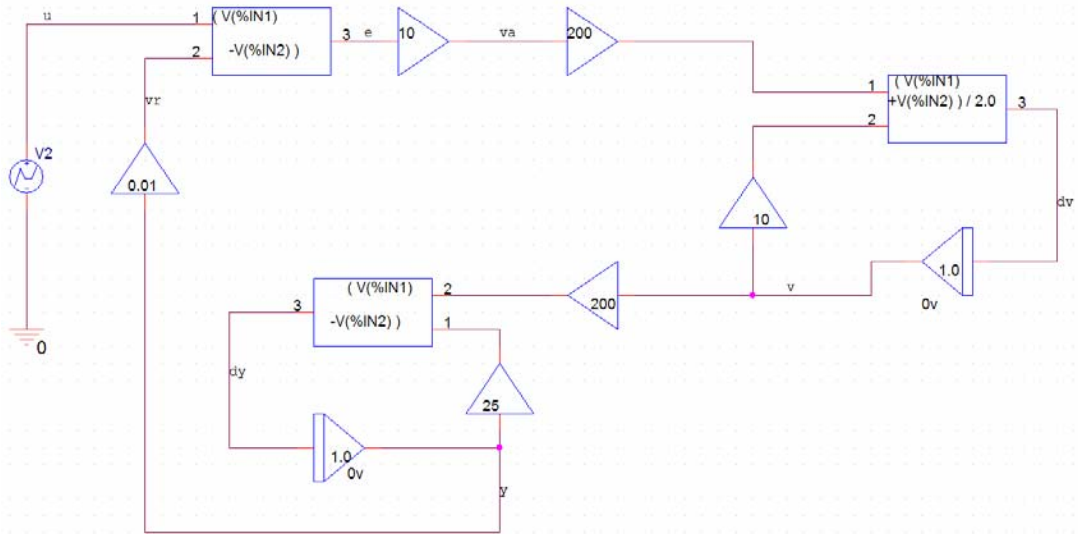 u
1
( V(%IN1)
-V(%IN2) )
2
3
e
10
va
200
vr
V2
0.01
0
1
( V(%IN1)
+V(%IN2) ) / 2.0
2
3
dv
10
1.0
0v
v
200
( V(%IN1)
-V(%IN2) )
3
2
1
dy
25
1.0
0v
y